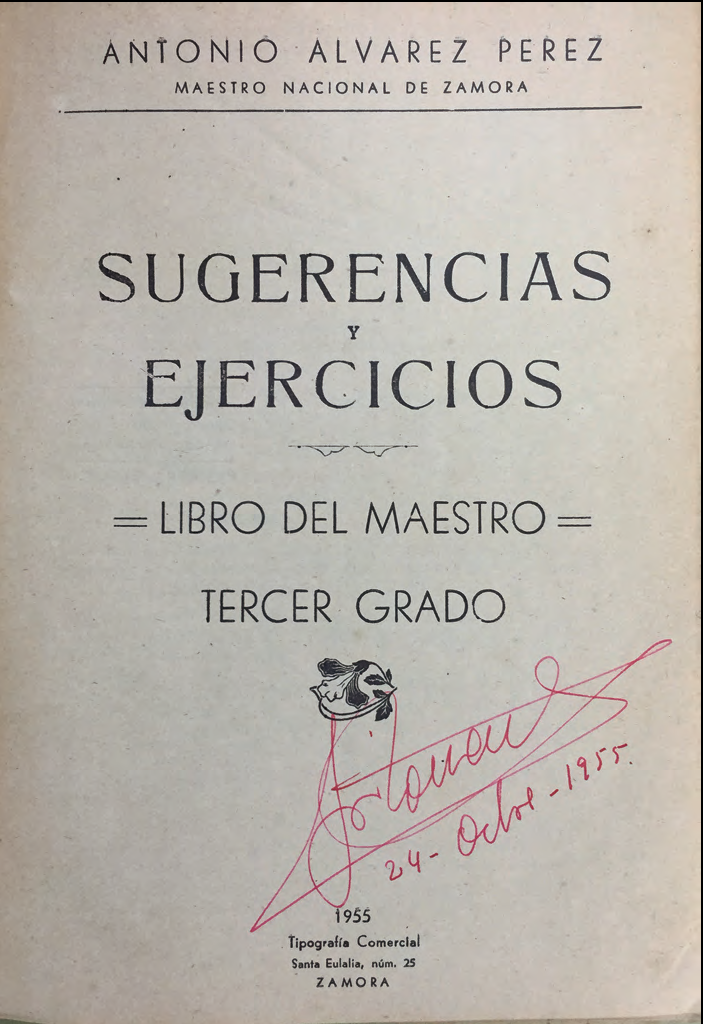 ANTONIO ALVAREZ PEREZ
MAESTRO NACIONAL DE ZAMORA
SUGERENCIAS
Y
EJERCICIOS
= LIBRO DEL MAESTRO =
TERCER GRADO
24 - Octbre - 1955.
1955
Tipografía Comercial
Santa Eulalia, núm. 25
ZAMORA